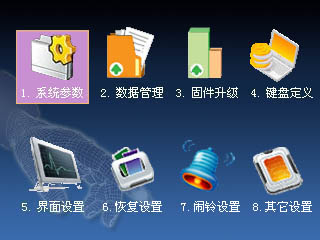 1. 系统参数 2. 数据管理 3. 固件升级 4. 键盘定义
5. 界面设置 6.恢复设置 7.闹铃设置 8.其它设置